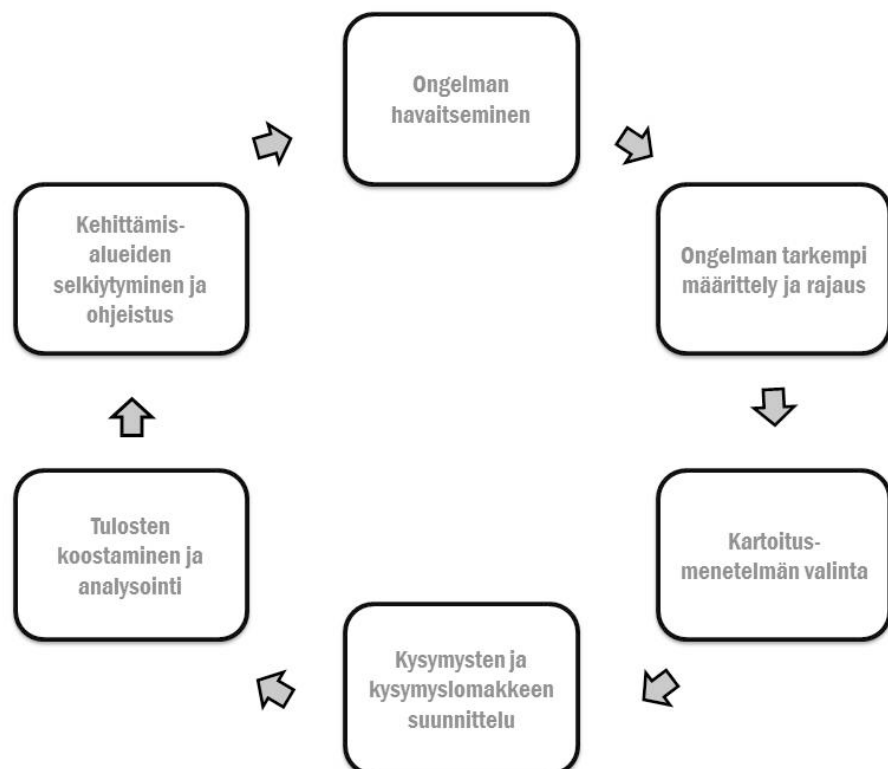 Ongelman
havaitseminen
Ongelman tarkempi
määrittely ja rajaus
Kartoitus-
menetelmän valinta
Kysymysten ja
kysymyslomakkeen
suunnittelu
Tulosten
koostaminen ja
analysointi
Kehittämis-
alueiden
selkiytyminen ja
ohjeistus